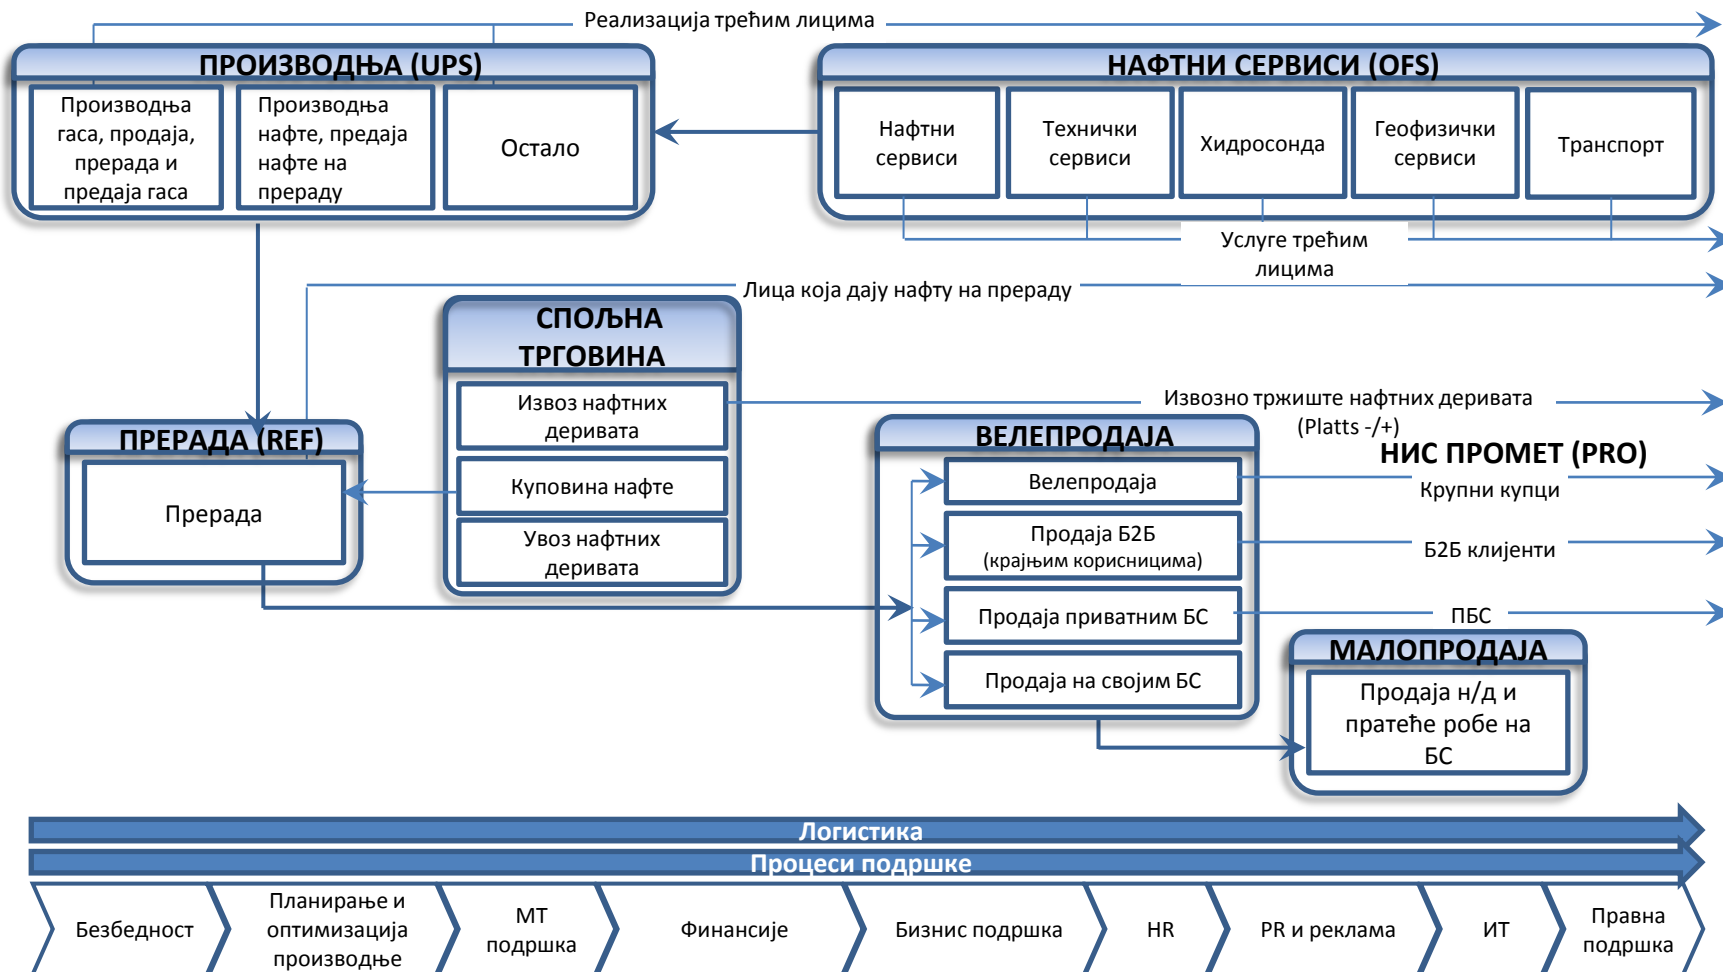 Реализација трећим лицима
ПРОИЗВОДЊА (UPS)
Производња
гаса, продаја,
прерада и
предаја гаса
Производња
нафте, предаја
нафте на
прераду
Остало
НАФТНИ СЕРВИСИ (OFS)
Нафтни
сервиси
Технички
сервиси
Хидросонда
Геофизички
сервиси
Транспорт
Услуге трећим
лицима
Лица која дају нафту на прераду
СПОЉНА
ТРГОВИНА
Извоз нафтних
деривата
Куповина нафте
Увоз нафтних
деривата
Извозно тржиште нафтних деривата
(Platts -/+)
ПРЕРАДА (REF)
Прерада
ВЕЛЕПРОДАЈА
Велепродаја
Продаја Б2Б
(крајњим корисницима)
Продаја приватним БС
Продаја на својим БС
НИС ПРОМЕТ (PRO)
Крупни купци
Б2Б клијенти
ПБС
МАЛОПРОДАЈА
Продаја н/д и
пратеће робе на
БС
Логистика
Процеси подршке
Безбедност
Планирање и
оптимизација
производње
МТ
подршка
Финансије
Бизнис подршка
HR
PR и реклама
ИТ
Правна
подршка